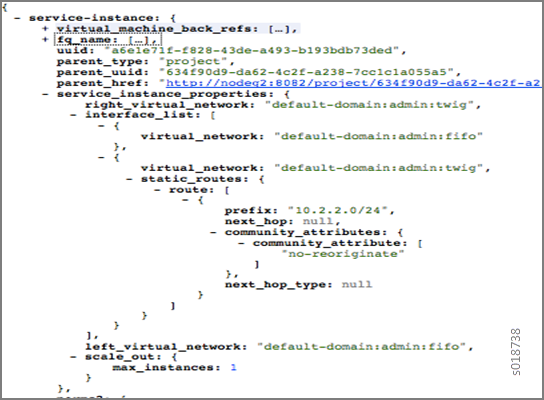 {
- service-instance: {
+ virtual_machine_back_refs: […],
+ fq_name: […],
uuid: "a6e1e71f-f828-43de-a493-b193bdb73ded",
parent_type: "project",
parent_uuid: "634f90d9-da62-4c2f-a238-7cc1c1a055a5",
parent_href: "http://nodeq2:8082/project/634f90d9-da62-4c2f-a2
- service_instance_properties: {
right_virtual_network: "default-domain:admin:twig",
- interface_list: [
- {
virtual_network: "default-domain:admin:fifo"
},
- {
virtual_network: "default-domain:admin:twig",
- static_routes: {
- route: [
- {
prefix: "10.2.2.0/24",
next_hop: null,
- community_attributes: {
- community_attribute: [
"no-reoriginate"
]
},
next_hop_type: null
}
]
}
}
],
left_virtual_network: "default-domain:admin:fifo",
- scale_out: {
max_instances: 1
}
},
s018738